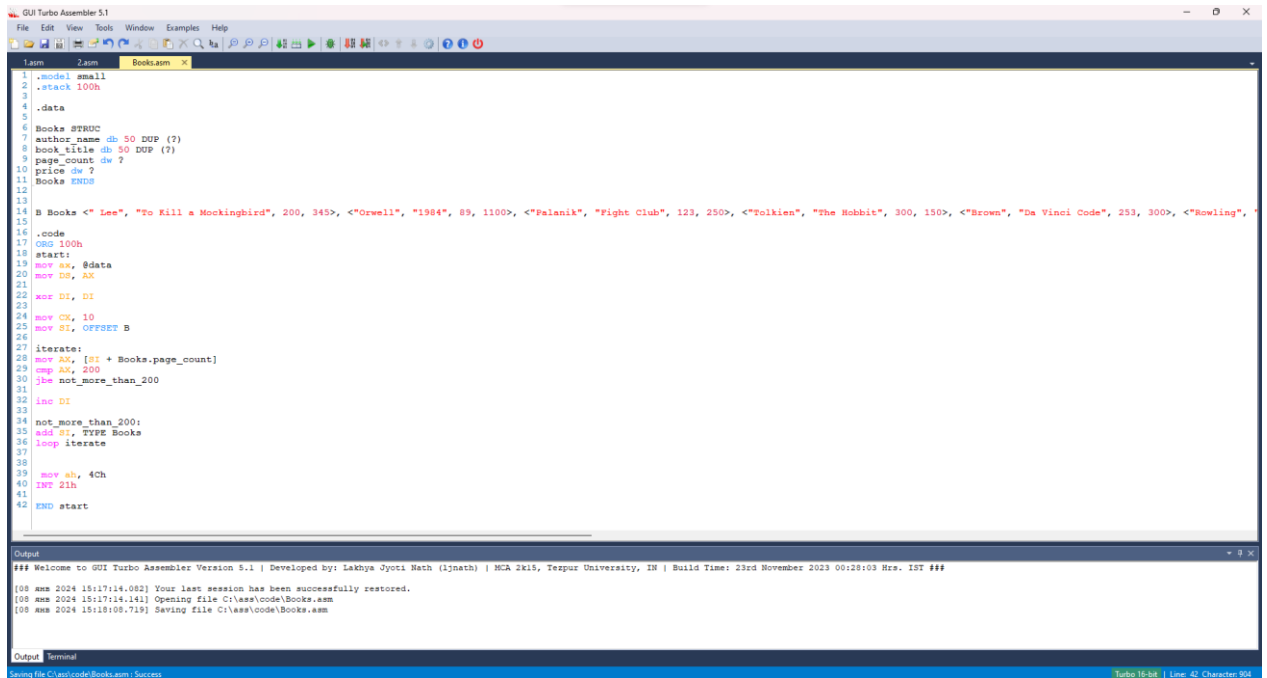 GUI Turbo Assembler 5.1
File Edit View Tools Window Examples Help
1.asm 2.asm Books.asm
1 .model small
2 .stack 100h
3
4 .data
5
6 Books STRUC
7 author_name db 50 DUP (?)
8 book_title db 50 DUP (?)
9 page_count dw ?
10 price dw ?
11 Books ENDS
12
13
14 B Books <" Lee", "To Kill a Mockingbird", 200, 345>, <"Orwell", "1984", 89, 1100>, <"Palanik", "Fight Club", 123, 250>, <"Tolkien", "The Hobbit", 300, 150>, <"Brown", "Da Vinci Code", 253, 300>, <"Rowling", "
15
16 .code
17 ORG 100h
18 start:
19 mov ax, @data
20 mov DS, AX
21
22 xor DI, DI
23
24 mov CX, 10
25 mov SI, OFFSET B
26
27 iterate:
28 mov AX, [SI + Books.page_count]
29 cmp AX, 200
30 jbe not_more_than_200
31
32 inc DI
33
34 not_more_than_200:
35 add SI, TYPE Books
36 loop iterate
37
38
39 mov ah, 4Ch
40 INT 21h
41
42 END start
Output
### Welcome to GUI Turbo Assembler Version 5.1 | Developed by: Lakhya Jyoti Nath (ljnath) | MCA 2k15, Tezpur University, IN | Build Time: 23rd November 2023 00:28:03 Hrs. IST ###
[08 янв 2024 15:17:14.082] Your last session has been successfully restored.
[08 янв 2024 15:17:14.141] Opening file C:\ass\code\Books.asm
[08 янв 2024 15:18:08.719] Saving file C:\ass\code\Books.asm
Output Terminal
Saving file C:\ass\code\Books.asm : Success Turbo 16-bit | Line: 42 Character: 904